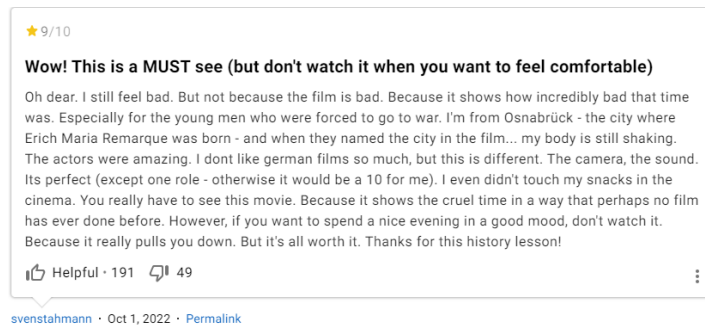 9/10
Wow! This is a MUST see (but don't watch it when you want to feel comfortable)
Oh dear. I still feel bad. But not because the film is bad. Because it shows how incredibly bad that time
was. Especially for the young men who were forced to go to war. I'm from Osnabrück - the city where
Erich Maria Remarque was born - and when they named the city in the film... my body is still shaking.
The actors were amazing. I dont like german films so much, but this is different. The camera, the sound.
Its perfect (except one role - otherwise it would be a 10 for me). I even didn't touch my snacks in the
cinema. You really have to see this movie. Because it shows the cruel time in a way that perhaps no film
has ever done before. However, if you want to spend a nice evening in a good mood, don't watch it.
Because it really pulls you down. But it's all worth it. Thanks for this history lesson!
Helpful · 191 49
svenstahmann · Oct 1, 2022 · Permalink